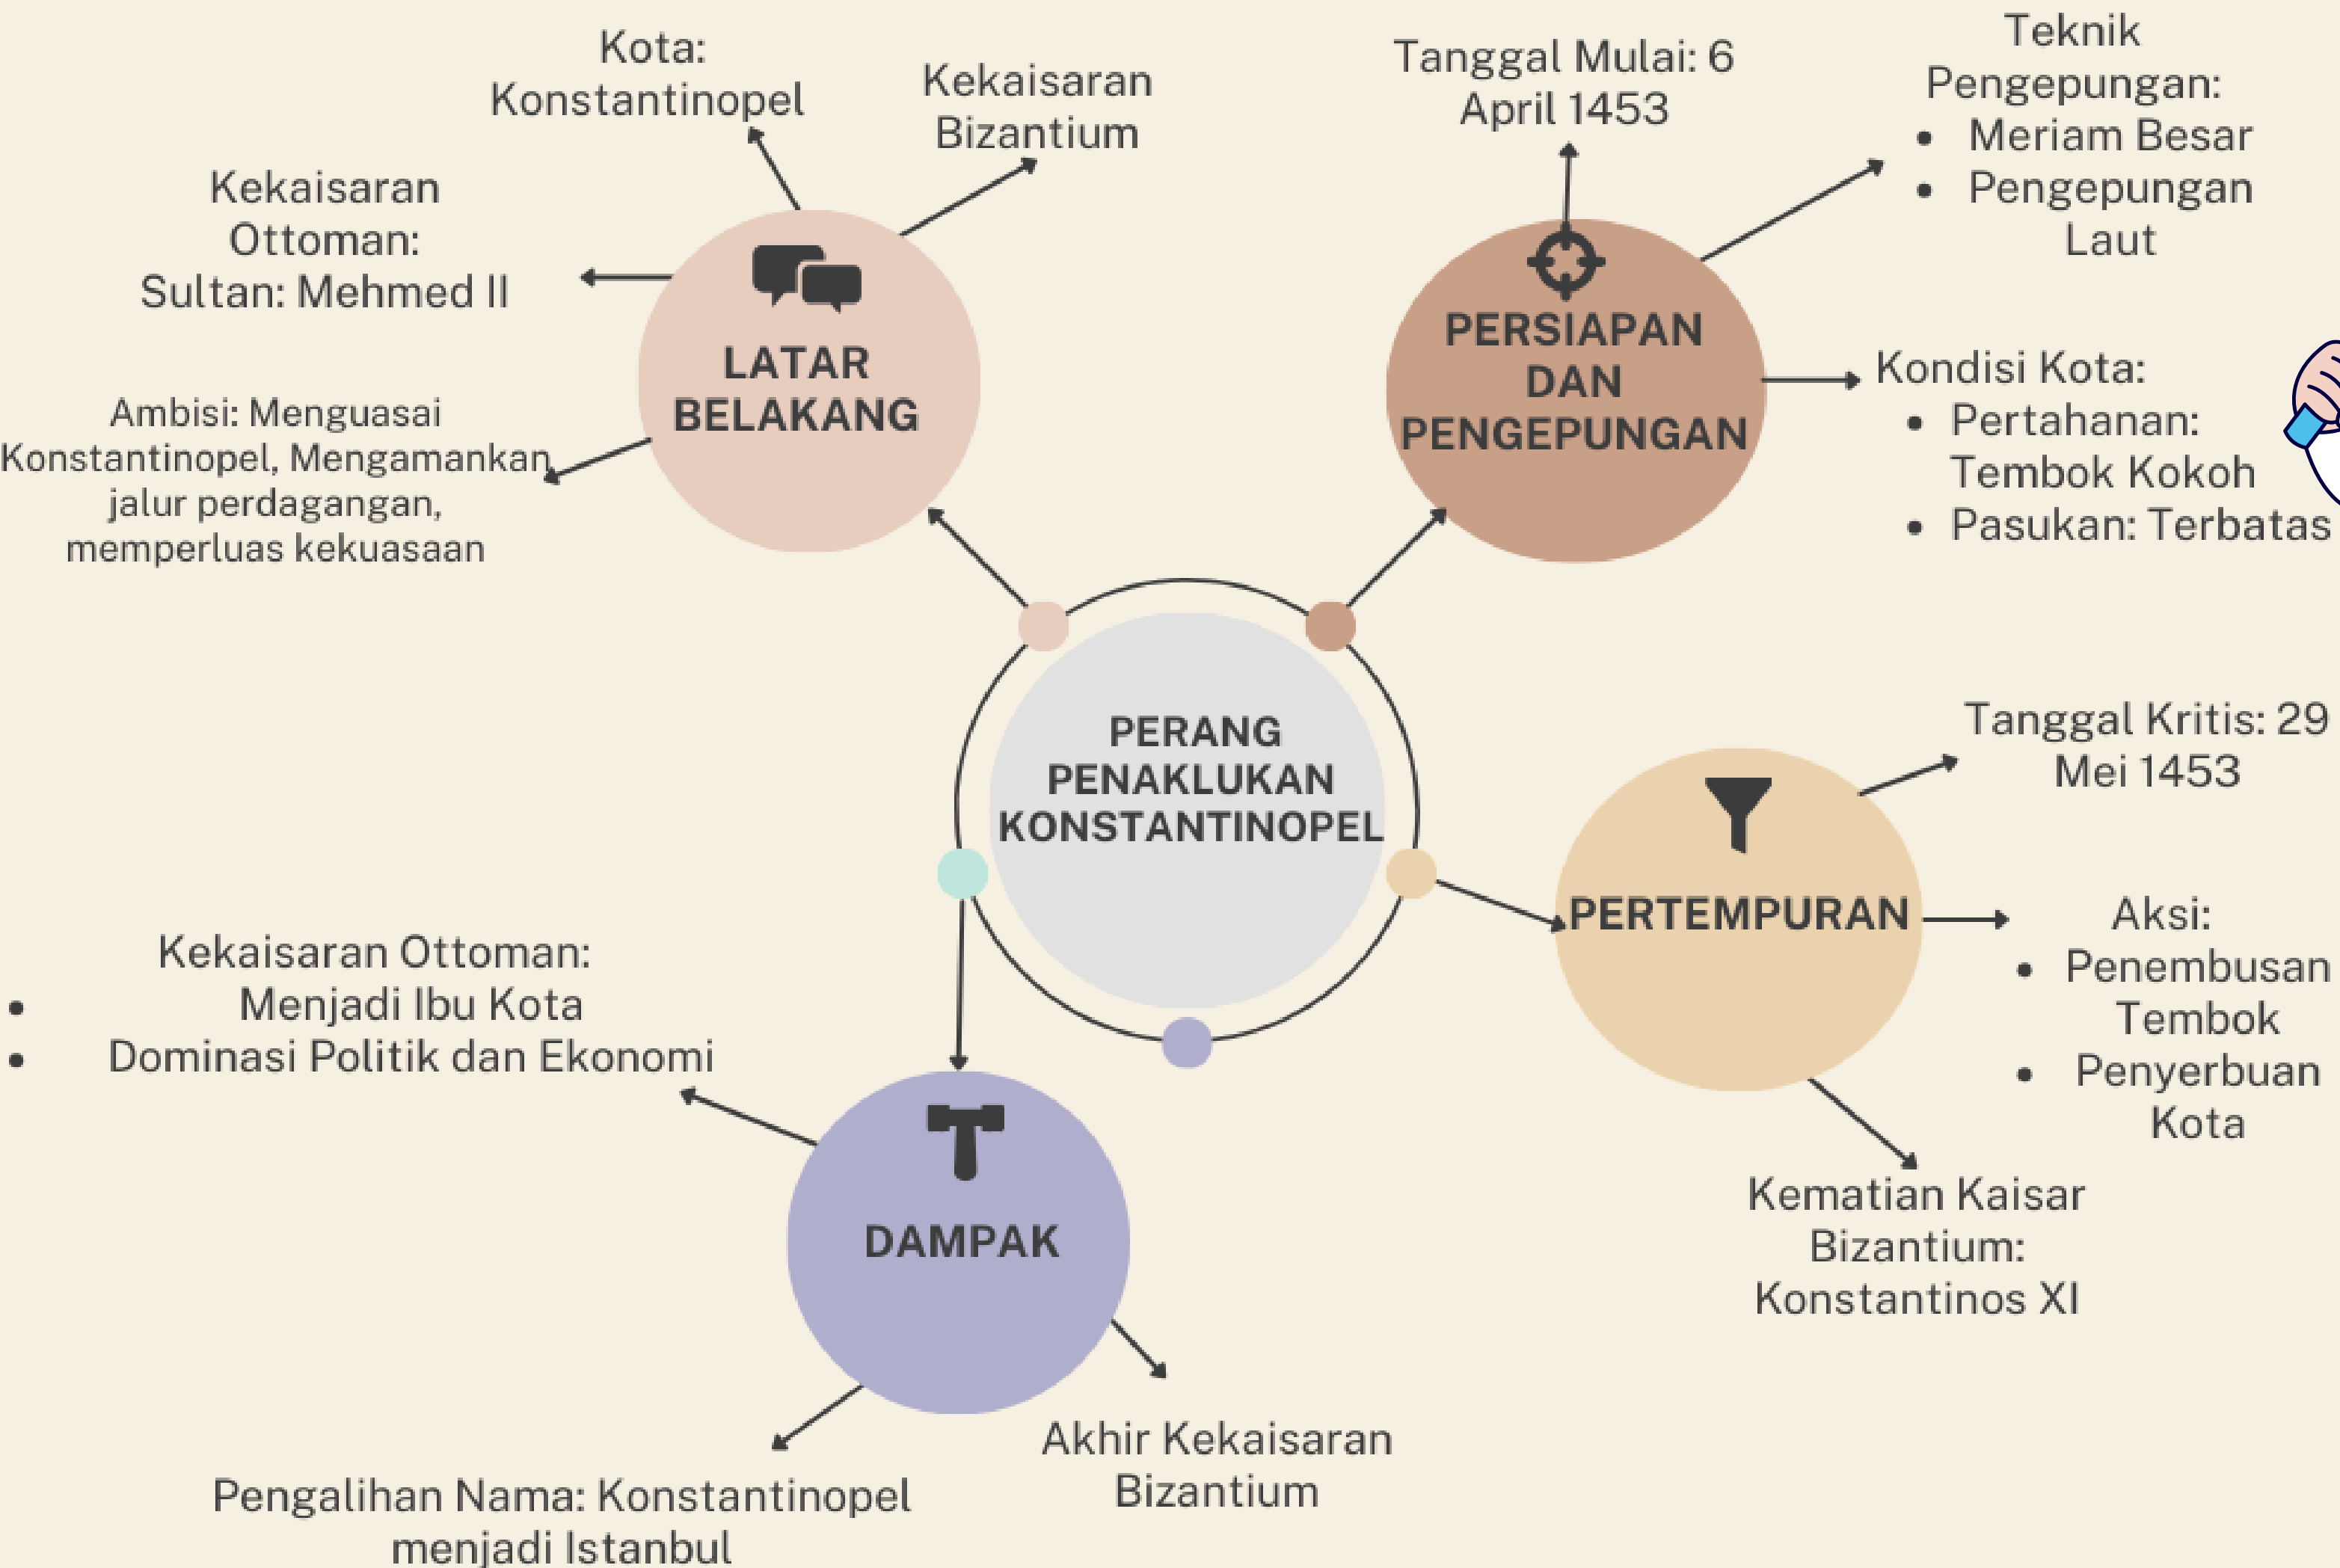 Kota:
Konstantinopel
Kekaisaran
Bizantium
Kekaisaran
Ottoman:
Sultan: Mehmed II
Ambisi: Menguasai
Konstantinopel, Mengamankan
jalur perdagangan,
memperluas kekuasaan
LATAR
BELAKANG
Tanggal Mulai: 6
April 1453
Teknik
Pengepungan:
• Meriam Besar
• Pengepungan
Laut
PERSIAPAN
DAN
PENGEPUNGAN
Kondisi Kota:
• Pertahanan:
Tembok Kokoh
• Pasukan: Terbatas
PERANG
PENAKLUKAN
KONSTANTINOPEL
Tanggal Kritis: 29
Mei 1453
PERTEMPURAN
Aksi:
• Penembusan
Tembok
• Penyerbuan
Kota
Kematian Kaisar
Bizantium:
Konstantinos XI
Kekaisaran Ottoman:
• Menjadi Ibu Kota
• Dominasi Politik dan Ekonomi
DAMPAK
Akhir Kekaisaran
Bizantium
Pengalihan Nama: Konstantinopel
menjadi Istanbul